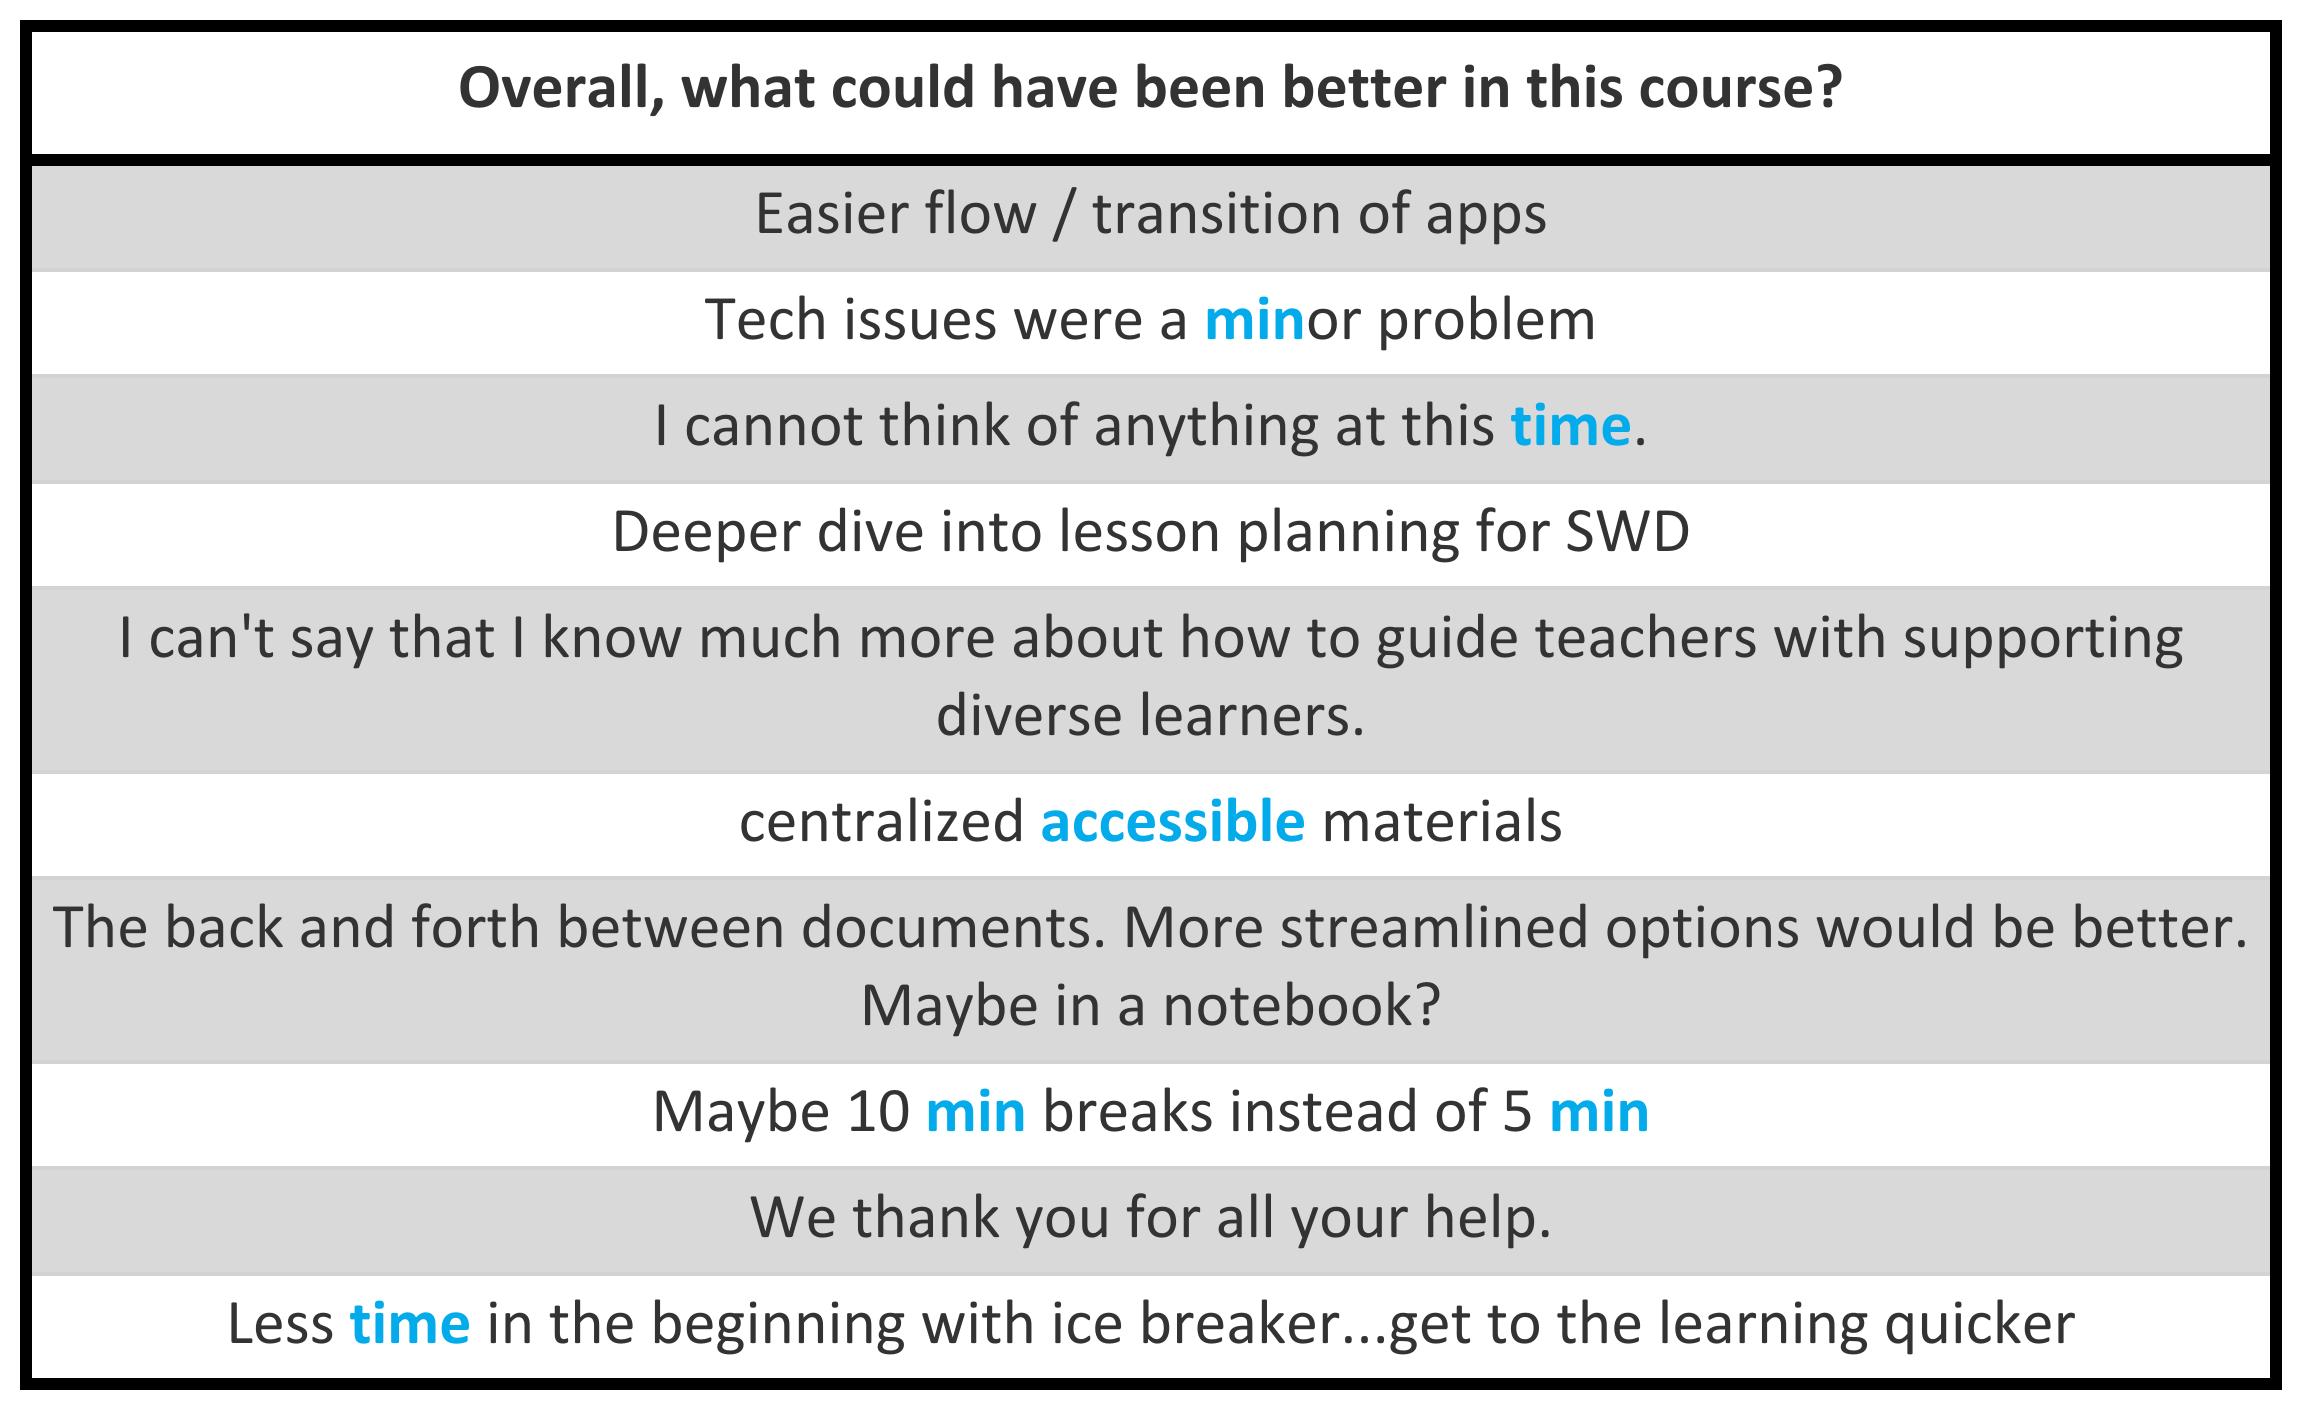 Overall, what could have been better in this course?
Easier flow / transition of apps
Tech issues were a minor problem
I cannot think of anything at this time.
Deeper dive into lesson planning for SWD
I can't say that I know much more about how to guide teachers with supporting
diverse learners.
centralized accessible materials
The back and forth between documents. More streamlined options would be better.
Maybe in a notebook?
Maybe 10 min breaks instead of 5 min
We thank you for all your help.
Less time in the beginning with ice breaker...get to the learning quicker